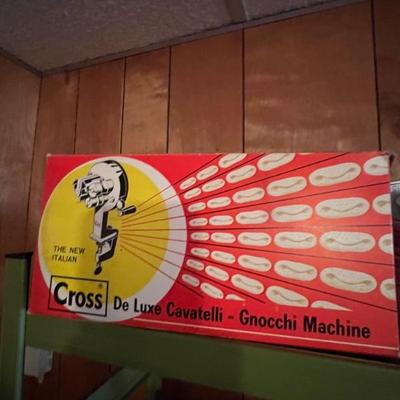 THE NEW
ITALIAN
Cross®
De Luxe Cavatelli - Gnocchi Machine